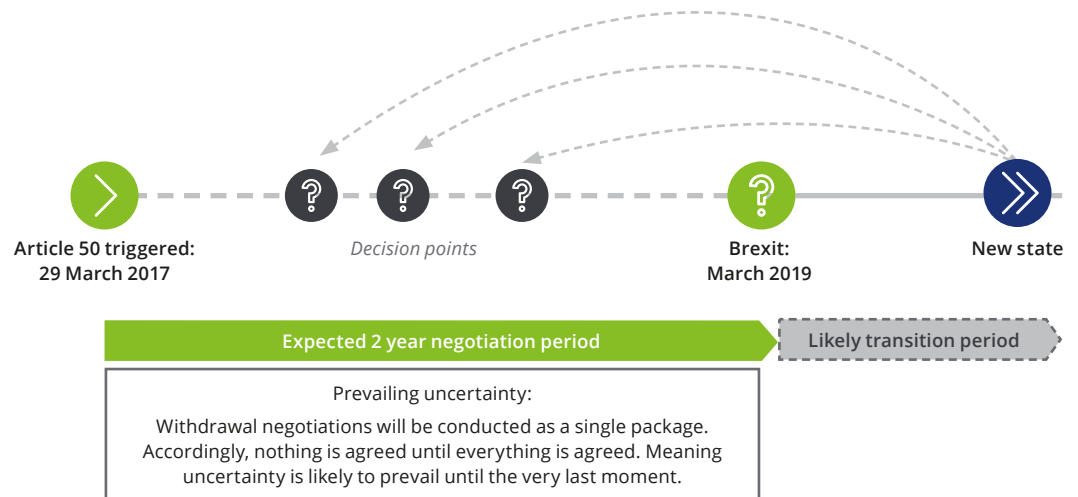 ?
?
?
?
Article 50 triggered:
29 March 2017
Decision points
Brexit:
March 2019
New state
Expected 2 year negotiation period
Likely transition period
Prevailing uncertainty:
Withdrawal negotiations will be conducted as a single package.
Accordingly, nothing is agreed until everything is agreed. Meaning
uncertainty is likely to prevail until the very last moment.